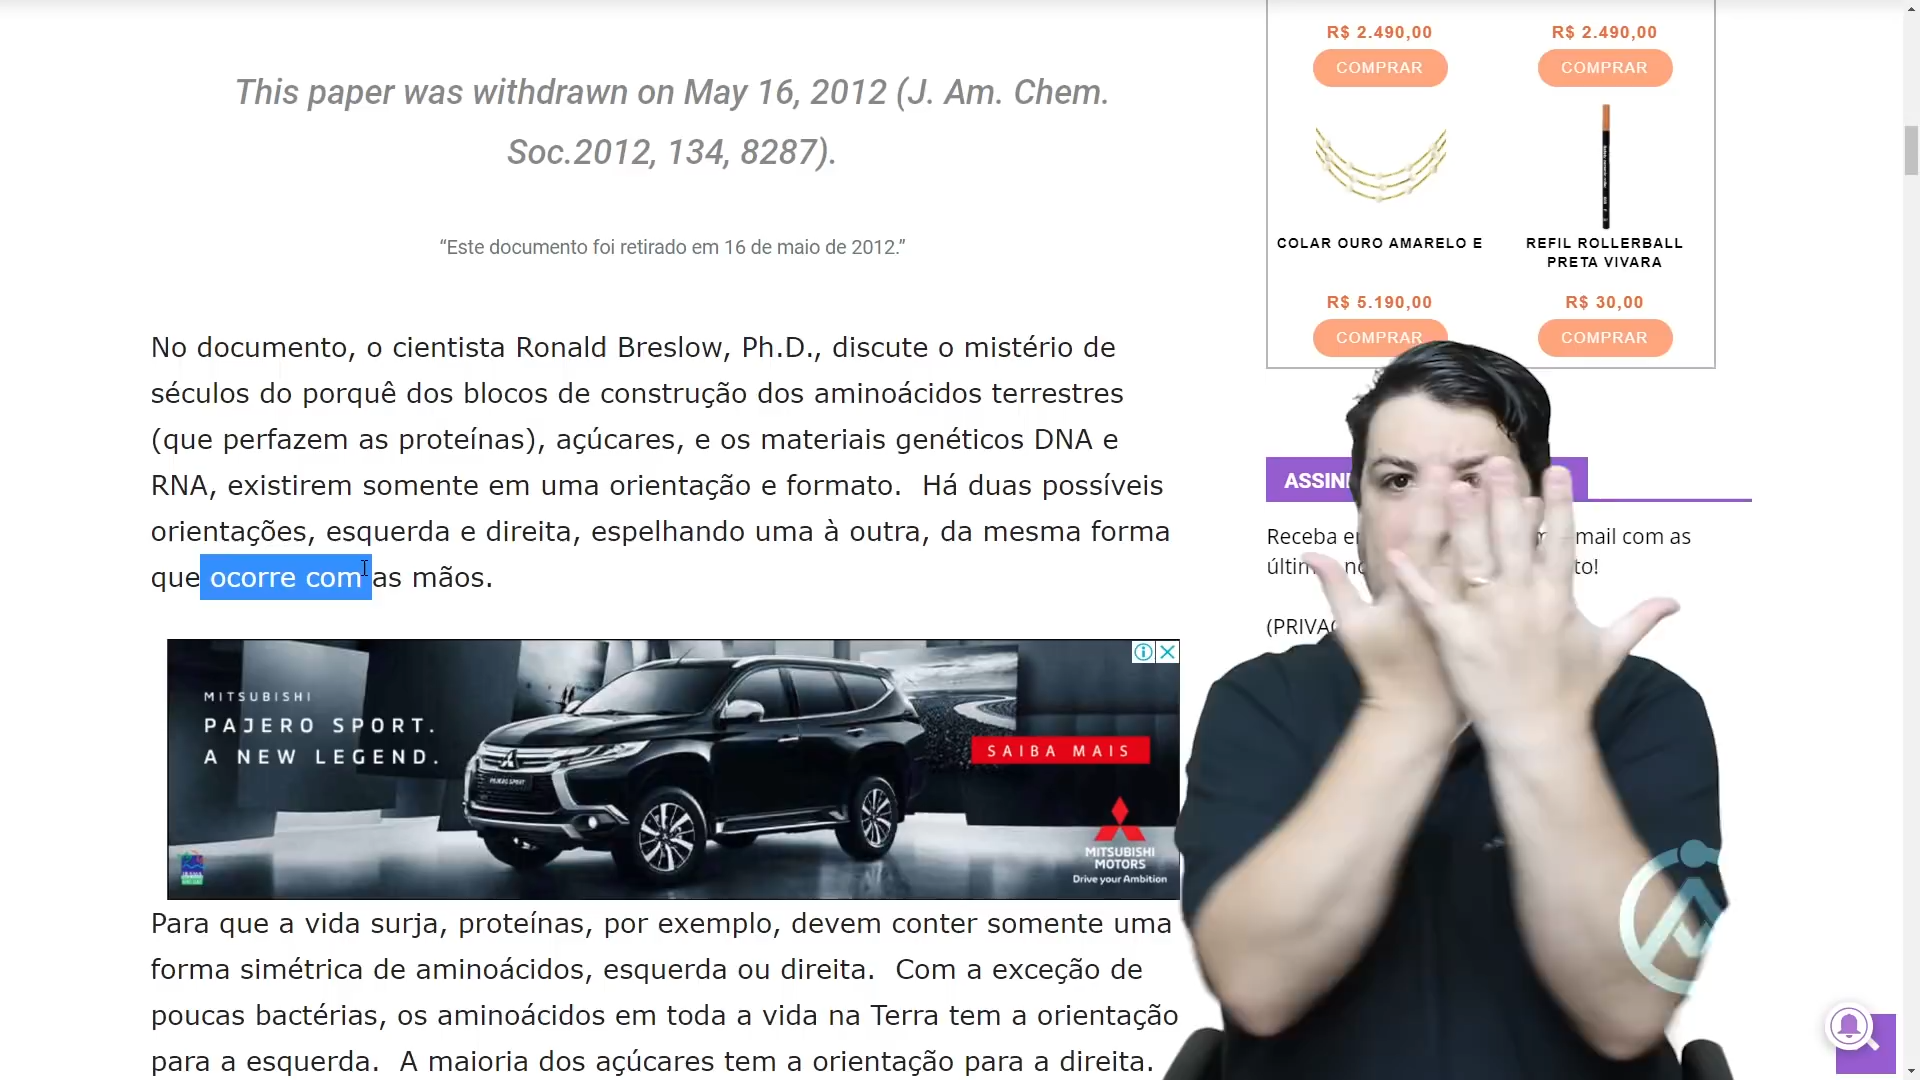 This paper was withdrawn on May 16, 2012 (J. Am. Chem.
Soc.2012, 134, 8287).
“Este documento foi retirado em 16 de maio de 2012.”
No documento, o cientista Ronald Breslow, Ph.D., discute o mistério de
séculos do porquê dos blocos de construção dos aminoácidos terrestres
(que perfazem as proteínas), açúcares, e os materiais genéticos DNA e
RNA, existirem somente em uma orientação e formato.  Há duas possíveis
orientações, esquerda e direita, espelhando uma à outra, da mesma forma
que ocorre com as mãos.
MITSUBISHI
PAJERO SPORT.
A NEW LEGEND.
PAJERO SPORT
SAIBA MAIS
MITSUBISHI
MOTORS
Drive your Ambition
Para que a vida surja, proteínas, por exemplo, devem conter somente uma
forma simétrica de aminoácidos, esquerda ou direita.  Com a exceção de
poucas bactérias, os aminoácidos em toda a vida na Terra tem a orientação
para a esquerda.  A maioria dos açúcares tem a orientação para a direita.
R$ 2.490,00
COMPRAR
R$ 2.490,00
COMPRAR
COLAR OURO AMARELO E
R$ 5.190,00
COMPRAR
REFIL ROLLERBALL
PRETA VIVARA
R$ 30,00
COMPRAR
Receba mail com as
to!